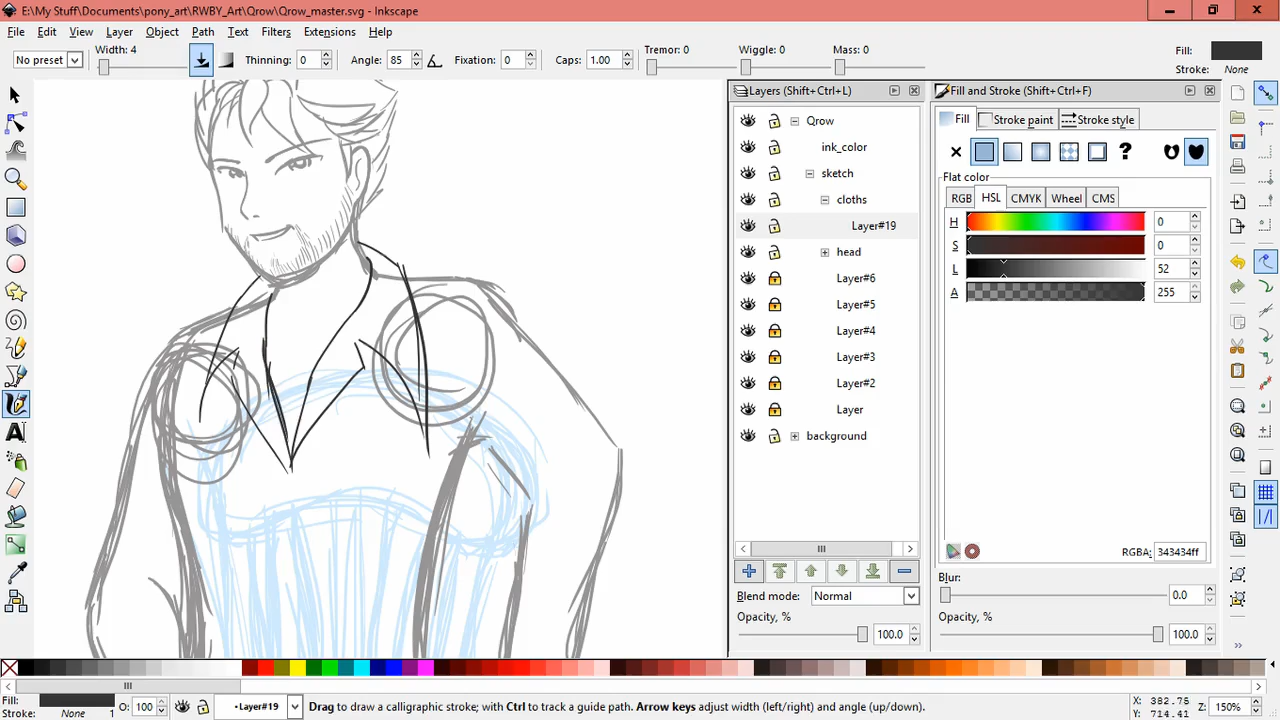 E:\My Stuff\Documents\pony_art\RWBY_Art\Qrow\Qrow_master.svg - Inkscape
File Edit View Layer Object Path Text Filters Extensions Help
No preset Width: 4 Thinning: 0 Angle: 85 Fixation: 0 Caps: 1.00 Tremor: 0 Wiggle: 0 Mass: 0 Fill:
Stroke: None
Layers (Shift+Ctrl+L)
Qrow
ink_color
sketch
cloths
Layer#19
head
Layer#6
Layer#5
Layer#4
Layer#3
Layer#2
Layer
background
Blend mode: Normal
Opacity, % 100.0
Fill and Stroke (Shift+Ctrl+F)
Fill Stroke paint Stroke style
Flat color
RGB HSL CMYK Wheel CMS
H 0
S 0
L 52
A 255
RGBA: 343434ff
Blur:
0.0
Opacity, %
100.0
Fill:
Stroke: None 1 O: 100 •Layer#19 Drag to draw a calligraphic stroke; with Ctrl to track a guide path. Arrow keys adjust width (left/right) and angle (up/down). X: 382.75
Y: 714.41 Z: 150%